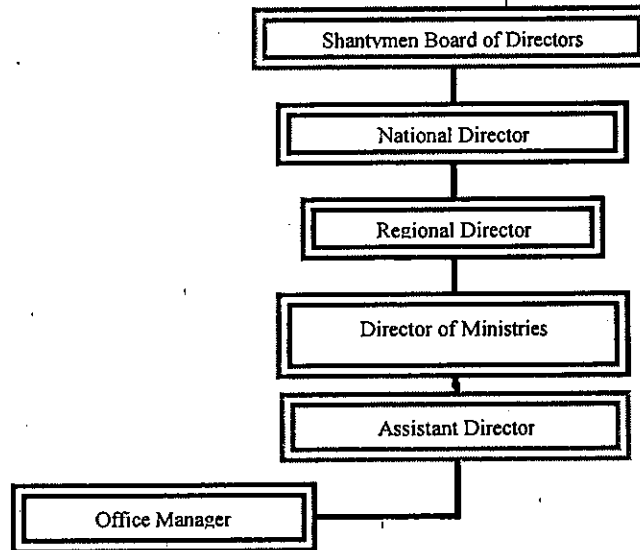 Shantymen Board of Directors
National Director
Regional Director
Director of Ministries
Assistant Director
Office Manager